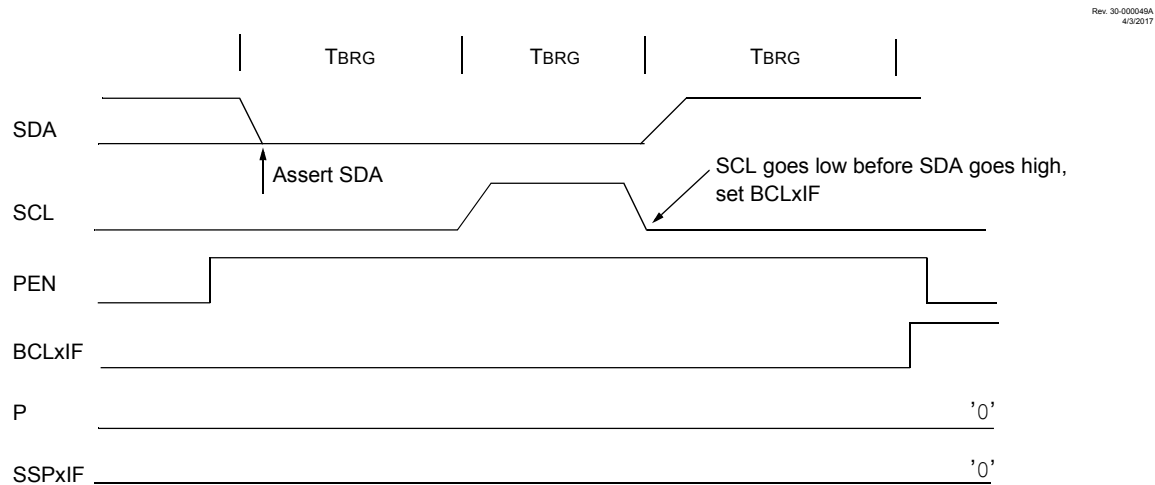 Rev. 30-000049A
4/3/2017
TBRG TBRG TBRG
SDA
Assert SDA
SCL goes low before SDA goes high,
set BCLxIF
SCL
PEN
BCLxIF
P '0'
SSPxIF '0'